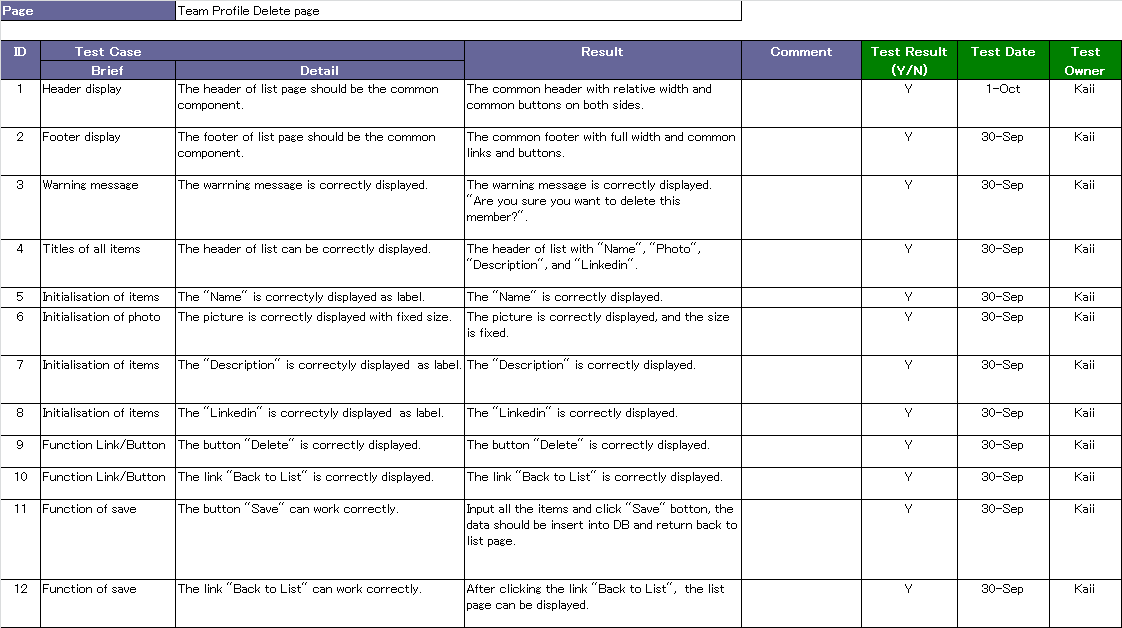 Page Team Profile Delete page
ID Test Case Result Comment Test Result (Y/N) Test Date Test Owner
Brief Detail
1 Header display The header of list page should be the common component. The common header with relative width and common buttons on both sides. Y 1-Oct Kaii
2 Footer display The footer of list page should be the common component. The common footer with full width and common links and buttons. Y 30-Sep Kaii
3 Warning message The warrning message is correctly displayed. The warning message is correctly displayed. "Are you sure you want to delete this member?". Y 30-Sep Kaii
4 Titles of all items The header of list can be correctly displayed. The header of list with "Name", "Photo", "Description", and "Linkedin". Y 30-Sep Kaii
5 Initialisation of items The "Name" is correctyly displayed as label. The "Name" is correctly displayed. Y 30-Sep Kaii
6 Initialisation of photo The picture is correctly displayed with fixed size. The picture is correctly displayed, and the size is fixed. Y 30-Sep Kaii
7 Initialisation of items The "Description" is correctyly displayed as label. The "Description" is correctly displayed. Y 30-Sep Kaii
8 Initialisation of items The "Linkedin" is correctyly displayed as label. The "Linkedin" is correctly displayed. Y 30-Sep Kaii
9 Function Link/Button The button "Delete" is correctly displayed. The button "Delete" is correctly displayed. Y 30-Sep Kaii
10 Function Link/Button The link "Back to List" is correctly displayed. The link "Back to List" is correctly displayed. Y 30-Sep Kaii
11 Function of save The button "Save" can work correctly. Input all the items and click "Save" botton, the data should be insert into DB and return back to list page. Y 30-Sep Kaii
12 Function of save The link "Back to List" can work correctly. After clicking the link "Back to List", the list page can be displayed. Y 30-Sep Kaii